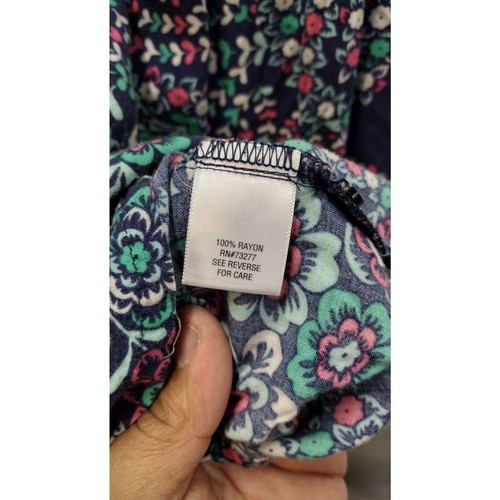 100% RAYON
RN#73277
SEE REVERSE
FOR CARE